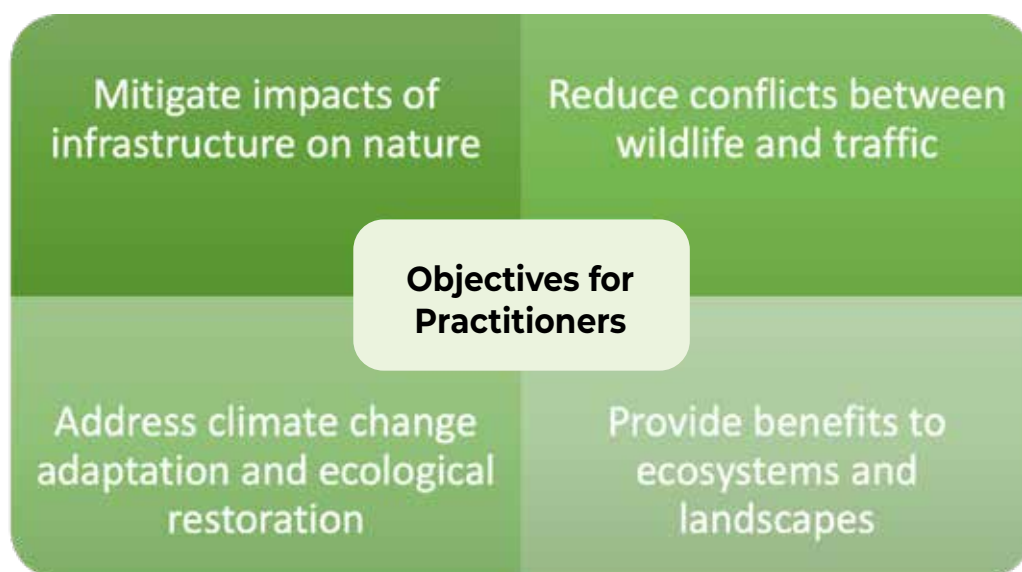 Mitigate impacts of
infrastructure on nature
Reduce conflicts between
wildlife and traffic
Objectives for
Practitioners
Address climate change
adaptation and ecological
restoration
Provide benefits to
ecosystems and
landscapes